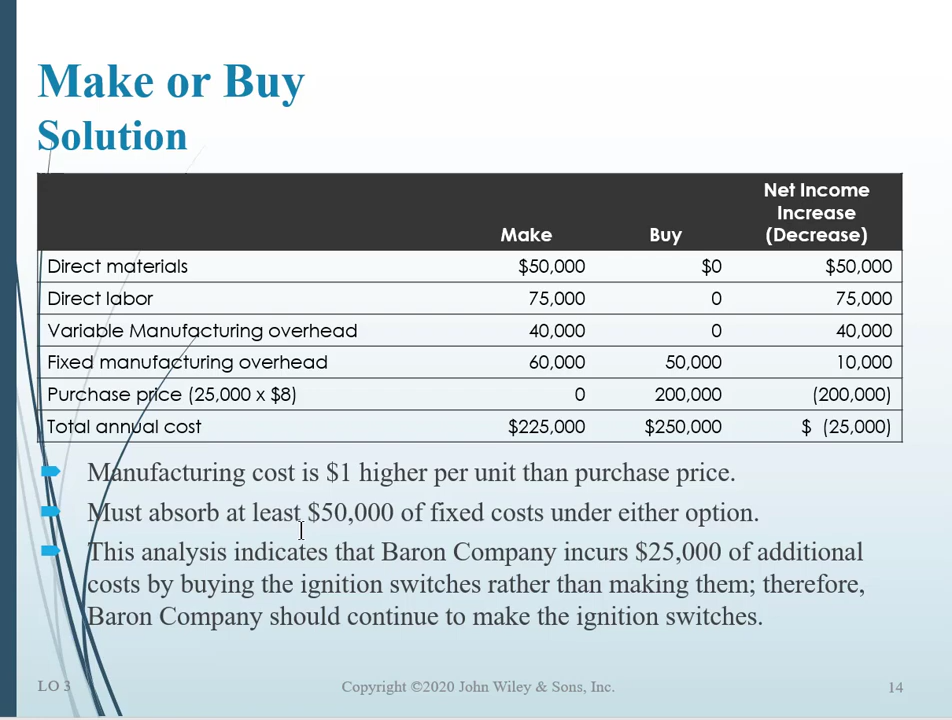 Make or Buy
Solution
Make Buy Net Income Increase (Decrease)
Direct materials $50,000 $0 $50,000
Direct labor 75,000 0 75,000
Variable Manufacturing overhead 40,000 0 40,000
Fixed manufacturing overhead 60,000 50,000 10,000
Purchase price (25,000 x $8) 0 200,000 (200,000)
Total annual cost $225,000 $250,000 $ (25,000)
Manufacturing cost is $1 higher per unit than purchase price.
Must absorb at least $50,000 of fixed costs under either option.
This analysis indicates that Baron Company incurs $25,000 of additional
costs by buying the ignition switches rather than making them; therefore,
Baron Company should continue to make the ignition switches.
LO 3 Copyright ©2020 John Wiley & Sons, Inc. 14